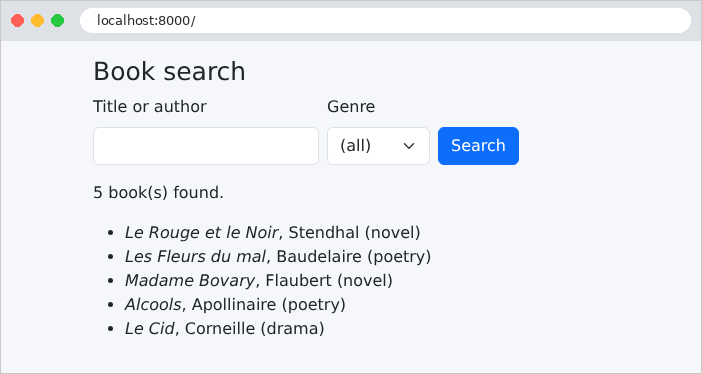 localhost:8000/
Book search
Title or author Genre
(all) Search
5 book(s) found.
Le Rouge et le Noir, Stendhal (novel)
Les Fleurs du mal, Baudelaire (poetry)
Madame Bovary, Flaubert (novel)
Alcools, Apollinaire (poetry)
Le Cid, Corneille (drama)